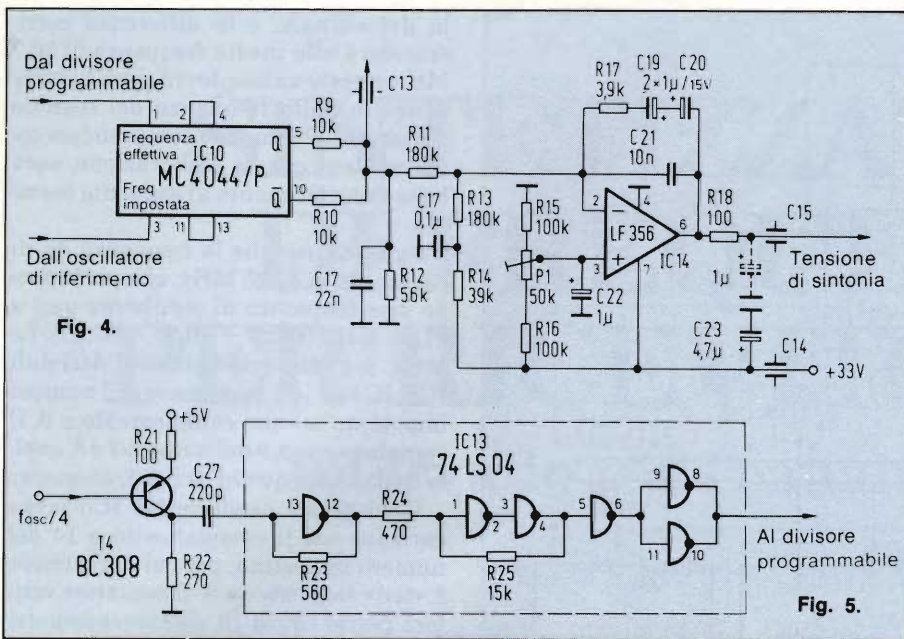 Dal divisore
programmabile
1 2 4
Frequenza
effettiva
IC10
MC4044/P
Freq
impostata
Q 5
Q 10
3 11 13
Dall'oscillatore
di riferimento
R9
10k
R10
10k
C13
R11
180k
C17
22n
R12
56k
C17
0,1µ
R13
180k
R14
39k
R15
100k
P1
50k
R16
100k
C22
1µ
R17
3,9k
C19 C20
2×1µ/15V
C21
10n
2
3
4
6
7
LF 356
IC14
R18
100
C15
1µ
C23
4,7µ
C14
+33V
Tensione
di sintonia
Fig. 4.
+5V
R21
100
C27
220p
fosc/4
T4
BC308
R22
270
IC13
74LS04
13 12
R23
560
R24
470
1 2 3 4
R25
15k
5 6
9 8
11 10
Al divisore
programmabile
Fig. 5.